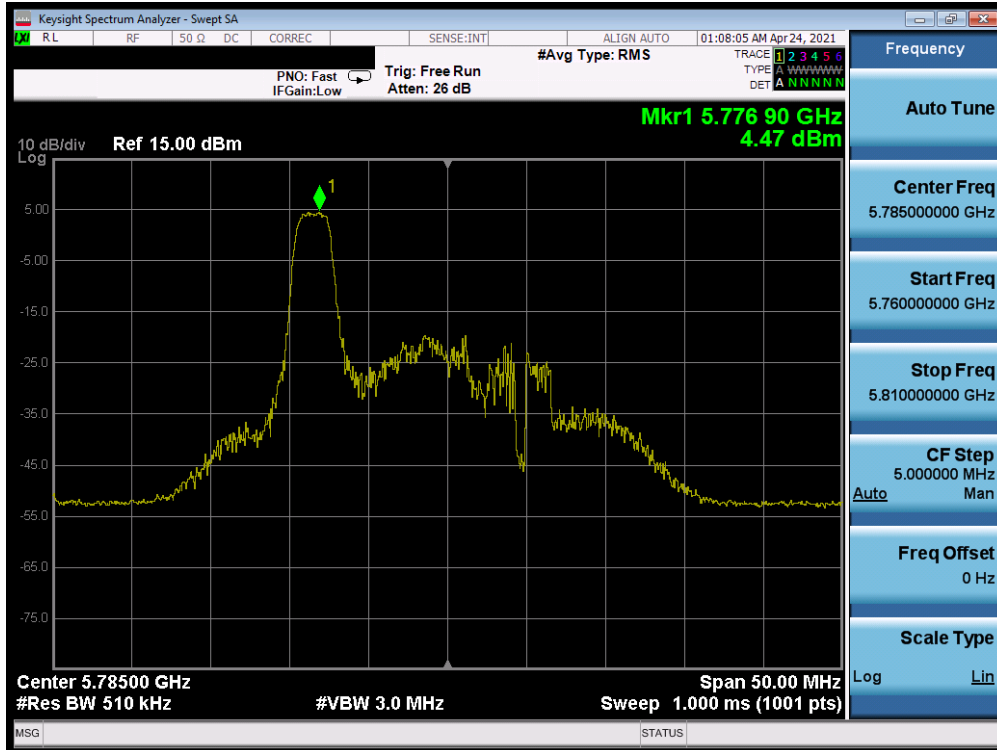 Keysight Spectrum Analyzer - Swept SA
LXI RL RF 50 Ω DC CORREC SENSE:INT ALIGN AUTO 01:08:05 AM Apr 24, 2021
Frequency
PNO: Fast
IFGain:Low
Trig: Free Run
Atten: 26 dB
#Avg Type: RMS
TRACE 1 2 3 4 5 6
TYPE A WWWWW
DET A N N N N N
Mkr1 5.776 90 GHz
4.47 dBm
10 dB/div Ref 15.00 dBm
Log
1
5.00
-5.00
-15.0
-25.0
-35.0
-45.0
-55.0
-65.0
-75.0
Center 5.78500 GHz
Span 50.00 MHz
#Res BW 510 kHz
#VBW 3.0 MHz
Sweep 1.000 ms (1001 pts)
MSG
STATUS
Auto Tune
Center Freq
5.785000000 GHz
Start Freq
5.760000000 GHz
Stop Freq
5.810000000 GHz
CF Step
5.000000 MHz
Auto Man
Freq Offset
0 Hz
Scale Type
Log Lin